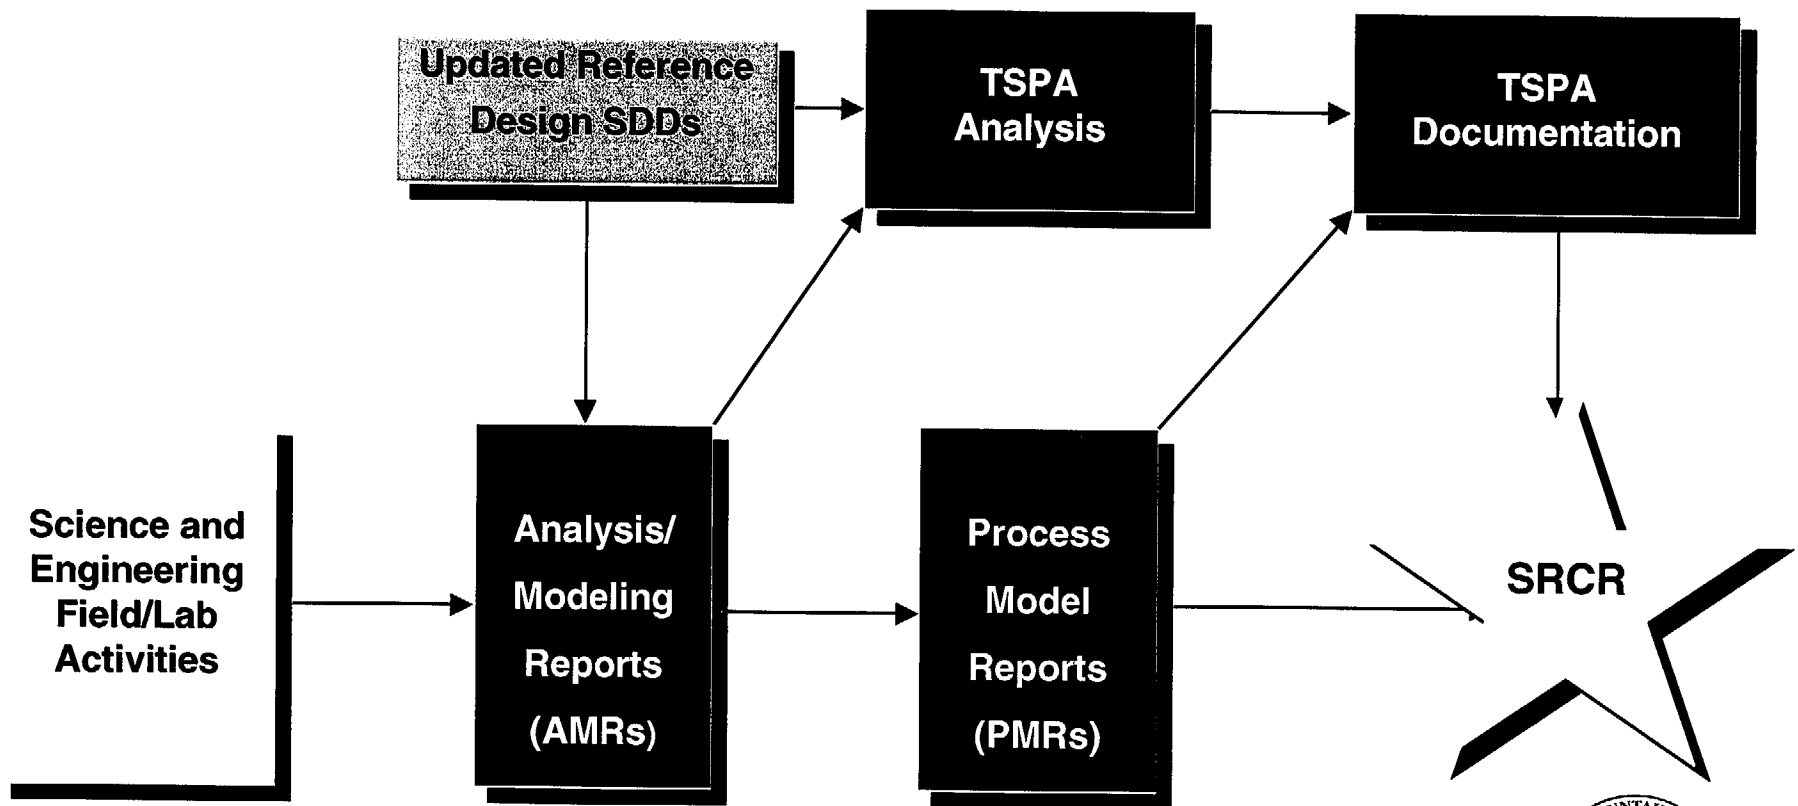 Updated Reference
Design SDDs
TSPA
Analysis
TSPA
Documentation
Science and
Engineering
Field/Lab
Activities
Analysis/
Modeling
Reports
(AMRs)
Process
Model
Reports
(PMRs)
SRCR